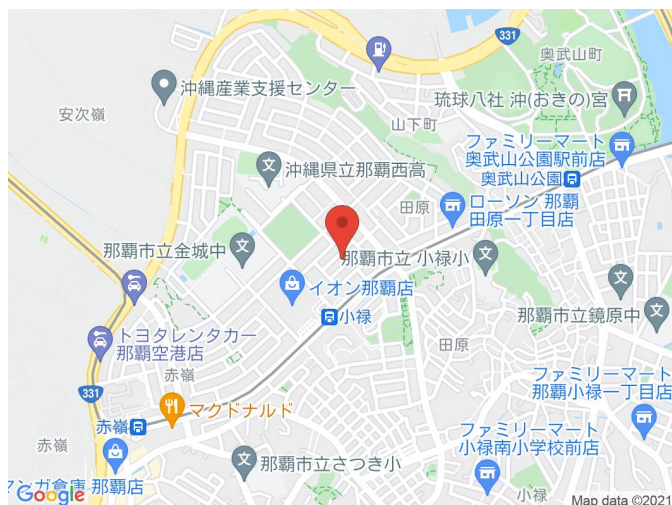 331
奥武山町
沖縄産業支援センター
安次嶺
琉球八社 沖(おきの)宮
山下町
ファミリーマート
奥武山公園駅前店
沖縄県立那覇西高
奥武山公園
ローソン 那覇
田原一丁目店
田原
那覇市立金城中
那覇市立 小禄小
イオン那覇店
那覇市立鏡原中
小禄
トヨタレンタカー
那覇空港店
田原
赤嶺
ファミリーマート
那覇小禄一丁目店
331
マクドナルド
赤嶺
赤嶺
ファミリーマート
小禄南小学校前店
那覇市立さつき小
マンガ倉庫 那覇店
小禄
Google
Map data ©2021